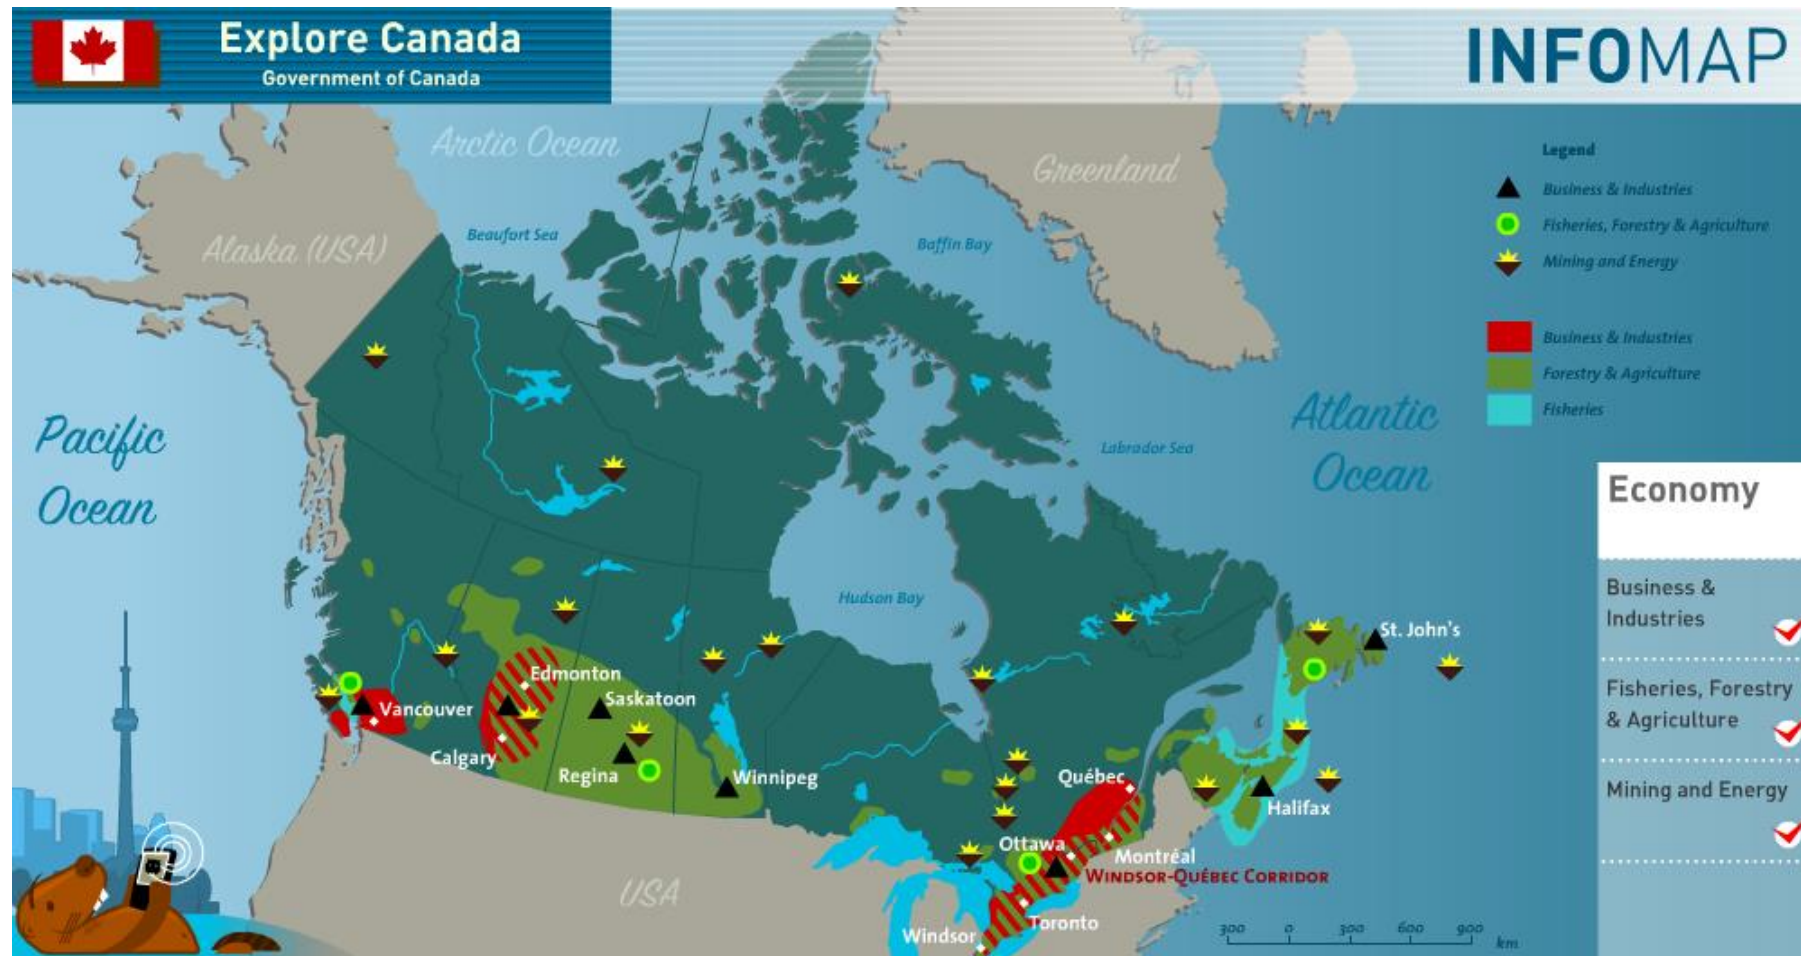 Explore Canada
Government of Canada
INFOMAP
Arctic Ocean
Greenland
Alaska (USA)
Beaufort Sea
Baffin Bay
Legend
Business & Industries
Fisheries, Forestry & Agriculture
Mining and Energy
Business & Industries
Forestry & Agriculture
Fisheries
Pacific
Ocean
Atlantic
Ocean
Labrador Sea
Hudson Bay
Economy
Business &
Industries
Fisheries, Forestry
& Agriculture
Mining and Energy
St. John's
Edmonton
Saskatoon
Vancouver
Calgary
Regina
Winnipeg
Québec
Halifax
Ottawa
Montréal
WINDSOR-QUÉBEC CORRIDOR
USA
Toronto
Windsor
300 0 300 600 900
km